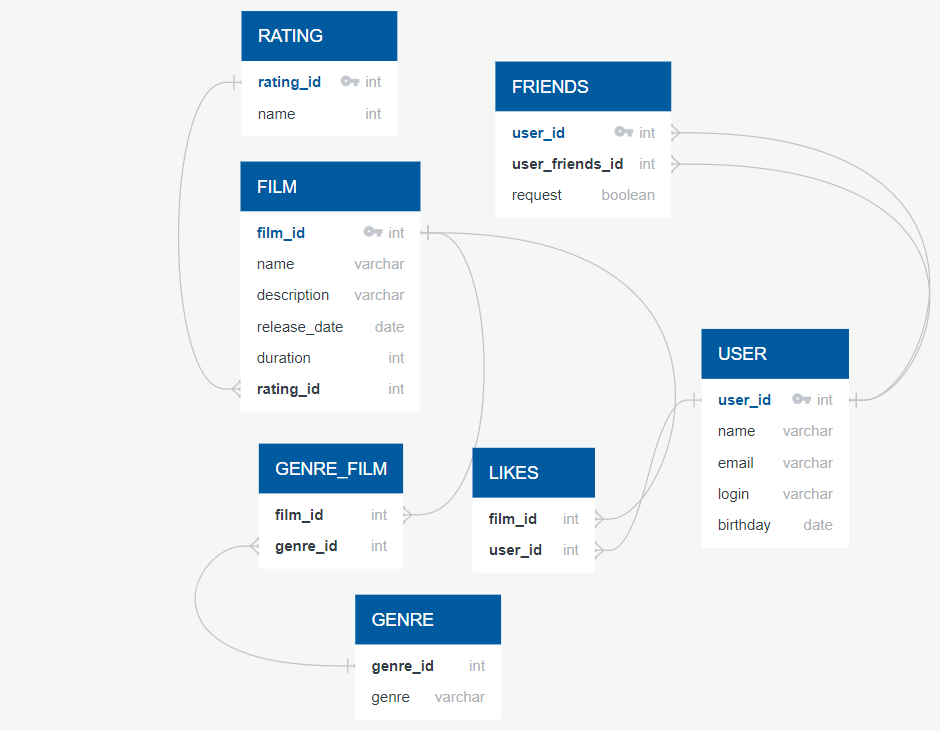 RATING
rating_id int
name int
FRIENDS
user_id int
user_friends_id int
request boolean
FILM
film_id int
name varchar
description varchar
release_date date
duration int
rating_id int
USER
user_id int
name varchar
email varchar
login varchar
birthday date
GENRE_FILM
film_id int
genre_id int
LIKES
film_id int
user_id int
GENRE
genre_id int
genre varchar